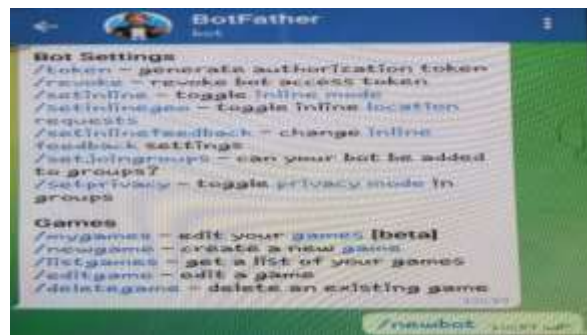 BotFather
bot
Bot Settings
/token - generate authorization token
/revoke - revoke bot access token
/setinline - toggle inline mode
/setinlinegeo - toggle inline location
requests
/setinlinefeedback - change inline
feedback settings
/setjoingroups - can your bot be added
to groups?
/setprivacy - toggle privacy mode in
groups
Games
/mygames - edit your games [beta]
/newgame - create a new game
/listgames - get a list of your games
/editgame - edit a game
/deletegame - delete an existing game
/newbot